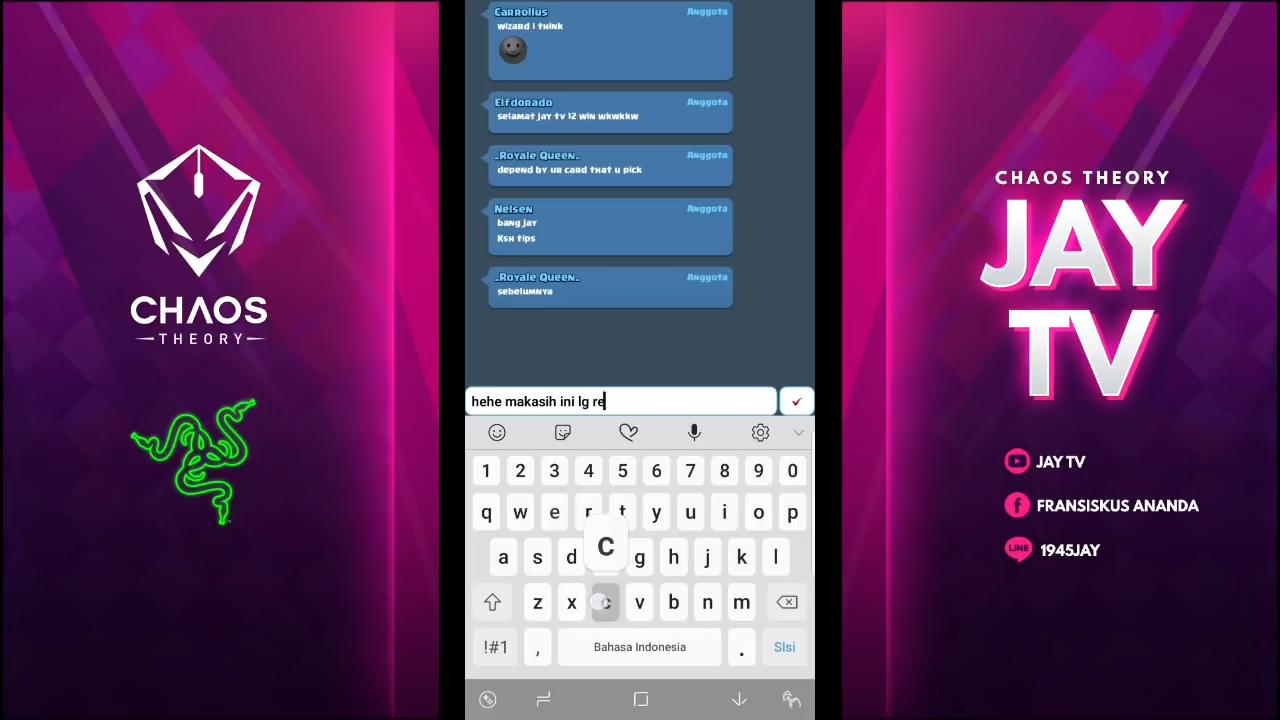 Carrollus Anggota
wizard i think
Elfdorado Anggota
selamat jay tv 12 win wkwkkw
_Royale Queen_ Anggota
depend by ur card that u pick
Nelsen Anggota
bang jay
Ksh tips
_Royale Queen_ Anggota
sebelumnya
hehe makasih ini lg re
1 2 3 4 5 6 7 8 9 0
q w e r t y u i o p
a s d g h j k l
C
z x c v b n m
!#1 , Bahasa Indonesia . Slsi
CHAOS
THEORY
CHAOS THEORY
JAY
TV
JAY TV
FRANSISKUS ANANDA
LINE 1945JAY